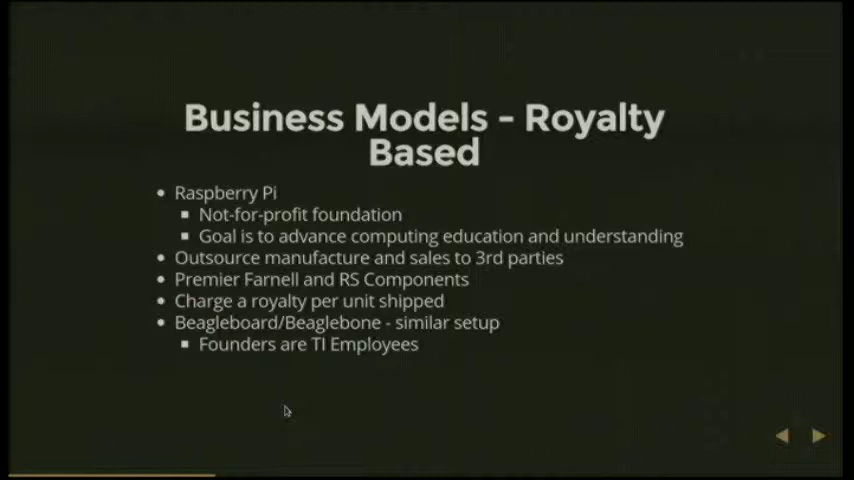 Business Models - Royalty
Based
Raspberry Pi
Not-for-profit foundation
Goal is to advance computing education and understanding
Outsource manufacture and sales to 3rd parties
Premier Farnell and RS Components
Charge a royalty per unit shipped
Beagleboard/Beaglebone - similar setup
Founders are TI Employees